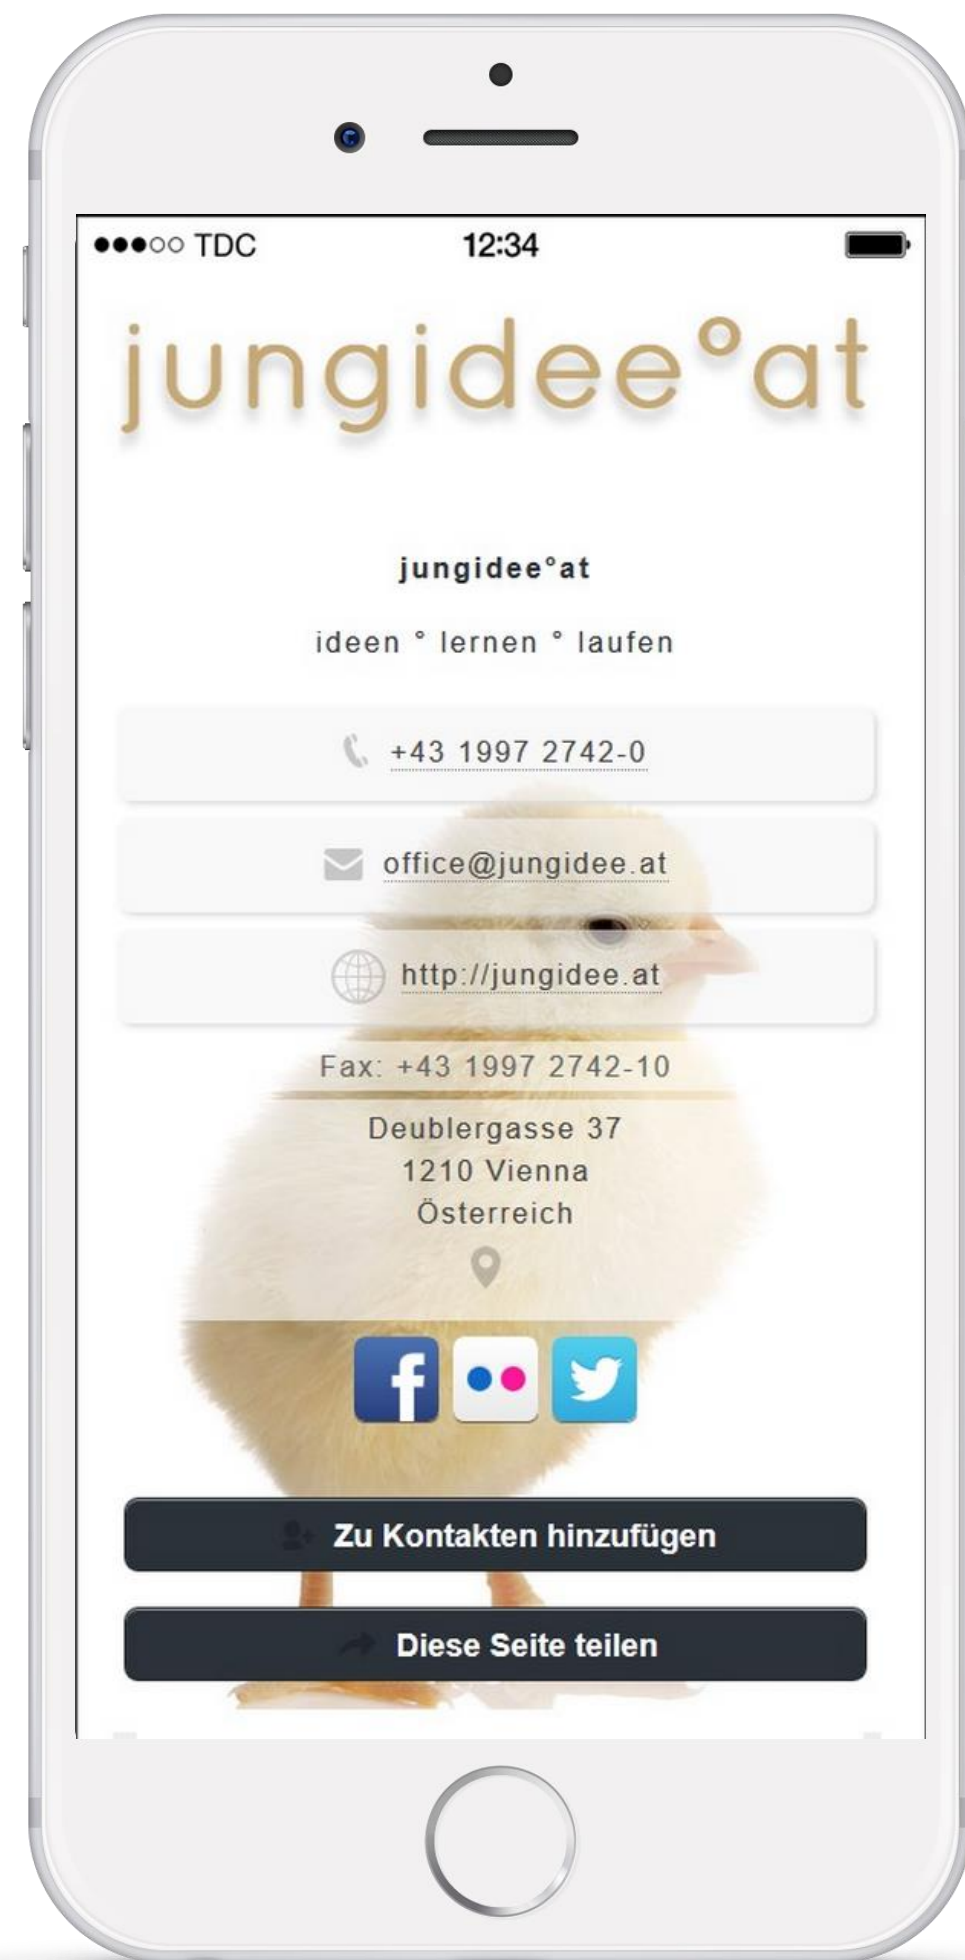 TDC 12:34
jungidee°at
jungidee°at
ideen ° lernen ° laufen
+43 1997 2742-0
office@jungidee.at
http://jungidee.at
Fax: +43 1997 2742-10
Deublergasse 37
1210 Vienna
Österreich
Zu Kontakten hinzufügen
Diese Seite teilen